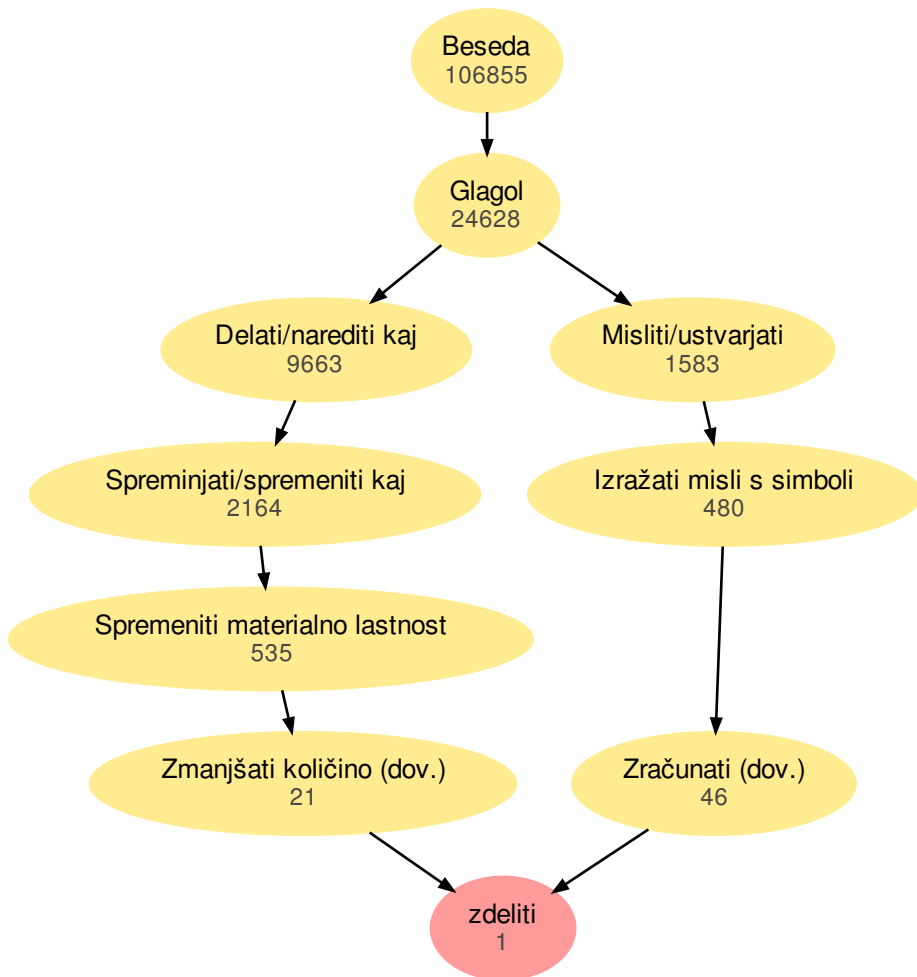 Beseda
106855
Glagol
24628
Delati/narediti kaj
9663
Misliti/ustvarjati
1583
Spreminjati/spremeniti kaj
2164
Izražati misli s simboli
480
Spremeniti materialno lastnost
535
Zmanjšati količino (dov.)
21
Zračunati (dov.)
46
zdeliti
1